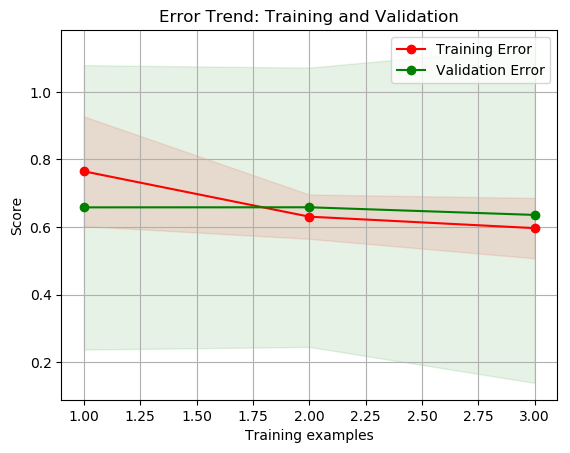 Error Trend: Training and Validation
Training Error
Validation Error
Score
1.0
0.8
0.6
0.4
0.2
1.00 1.25 1.50 1.75 2.00 2.25 2.50 2.75 3.00
Training examples